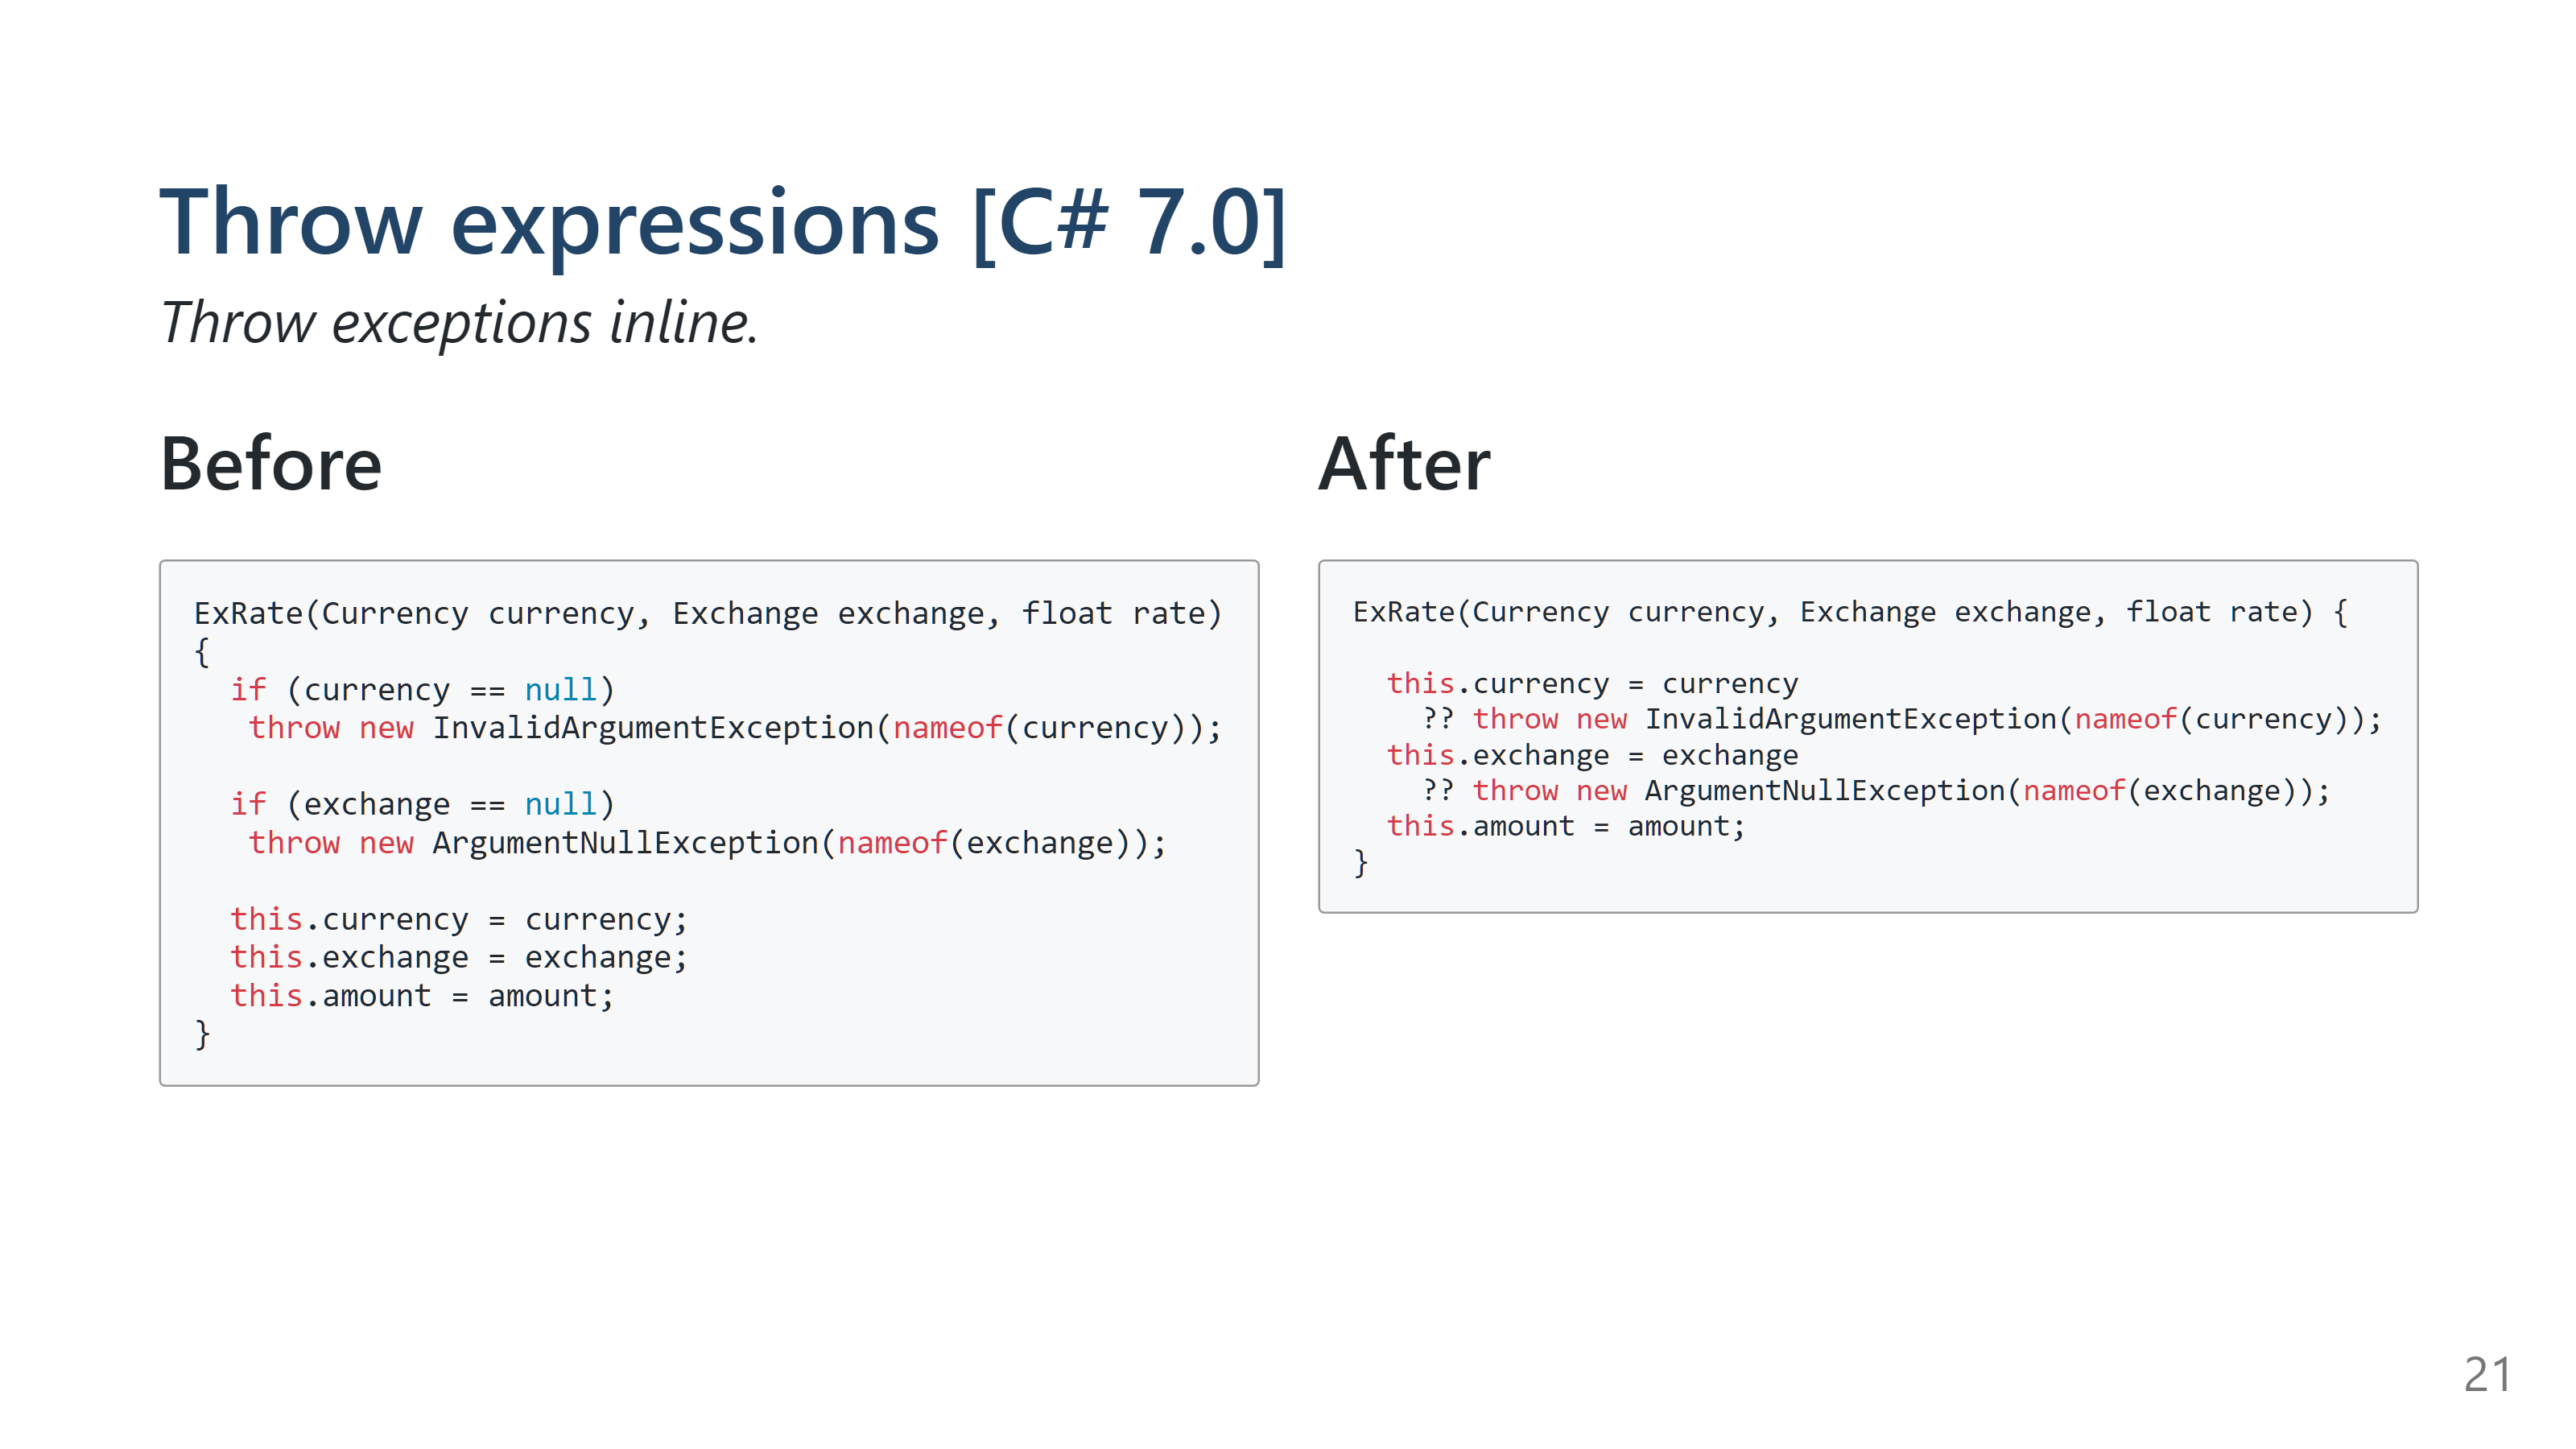 Throw expressions [C# 7.0]
Throw exceptions inline.
Before
ExRate(Currency currency, Exchange exchange, float rate)
{
  if (currency == null)
   throw new InvalidArgumentException(nameof(currency));

  if (exchange == null)
   throw new ArgumentNullException(nameof(exchange));

  this.currency = currency;
  this.exchange = exchange;
  this.amount = amount;
}
After
ExRate(Currency currency, Exchange exchange, float rate) {

  this.currency = currency
    ?? throw new InvalidArgumentException(nameof(currency));
  this.exchange = exchange
    ?? throw new ArgumentNullException(nameof(exchange));
  this.amount = amount;
}
21